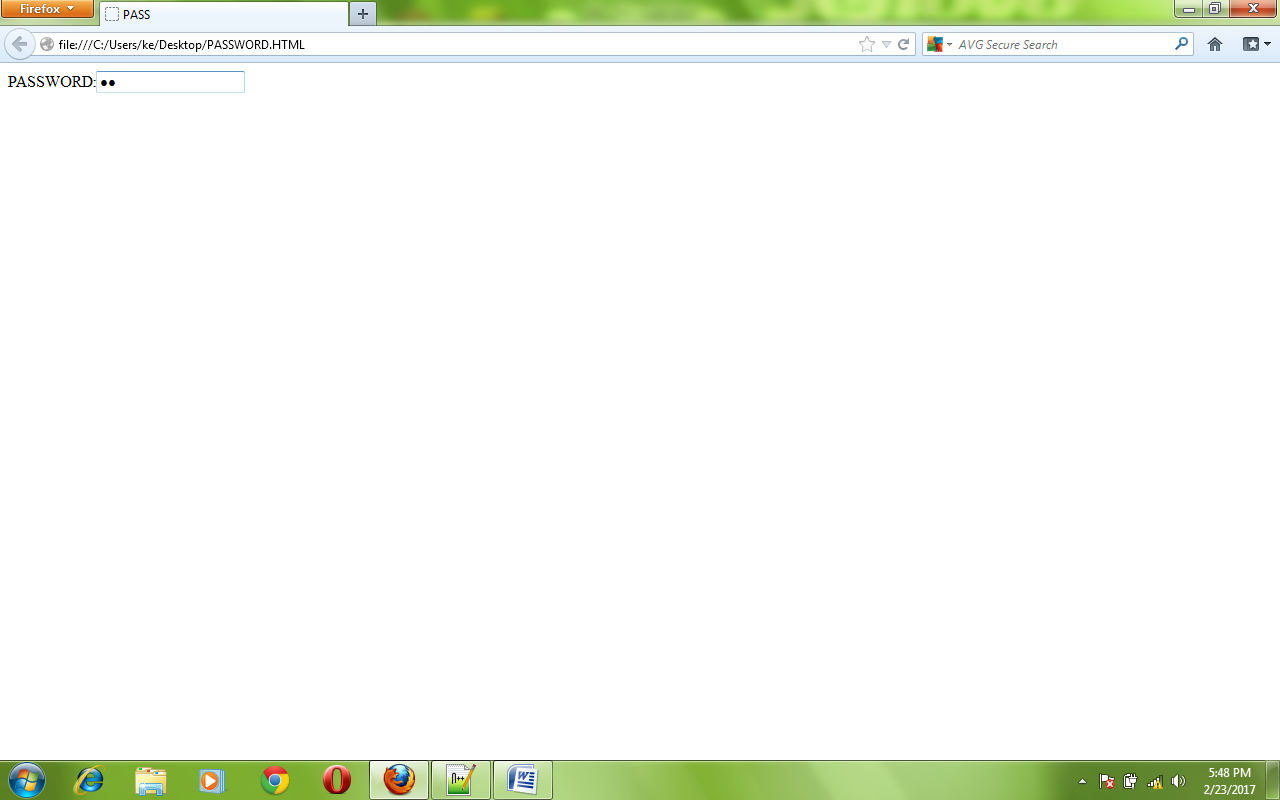 Firefox
PASS
file:///C:/Users/ke/Desktop/PASSWORD.HTML
AVG Secure Search
PASSWORD:●●
5:48 PM
2/23/2017